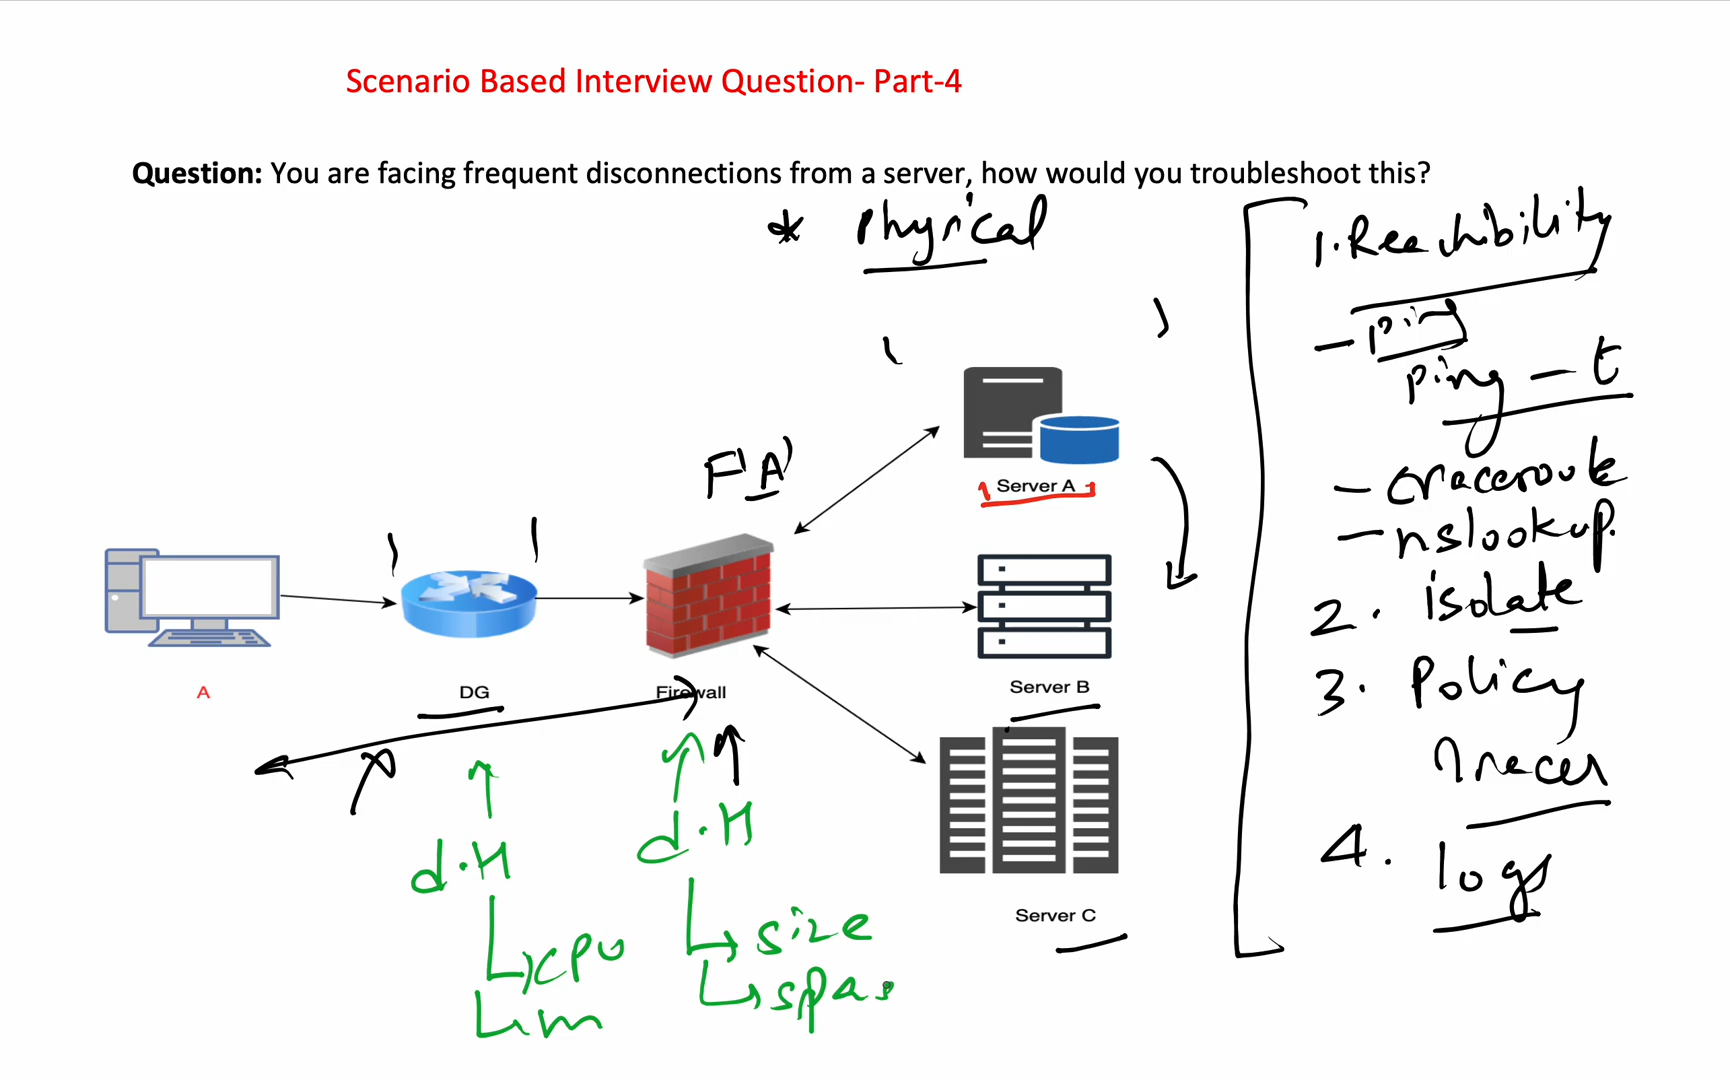 Scenario Based Interview Question- Part-4
Question: You are facing frequent disconnections from a server, how would you troubleshoot this?
* Physical
1. Reachibility
- ping
ping - t
- traceroute
- nslookup.
2. isolate
3. Policy
Tracer
4. logs
F'A'
Server A
A
DG
Firewall
Server B
Server C
d.H
cpu
m
d.H
size